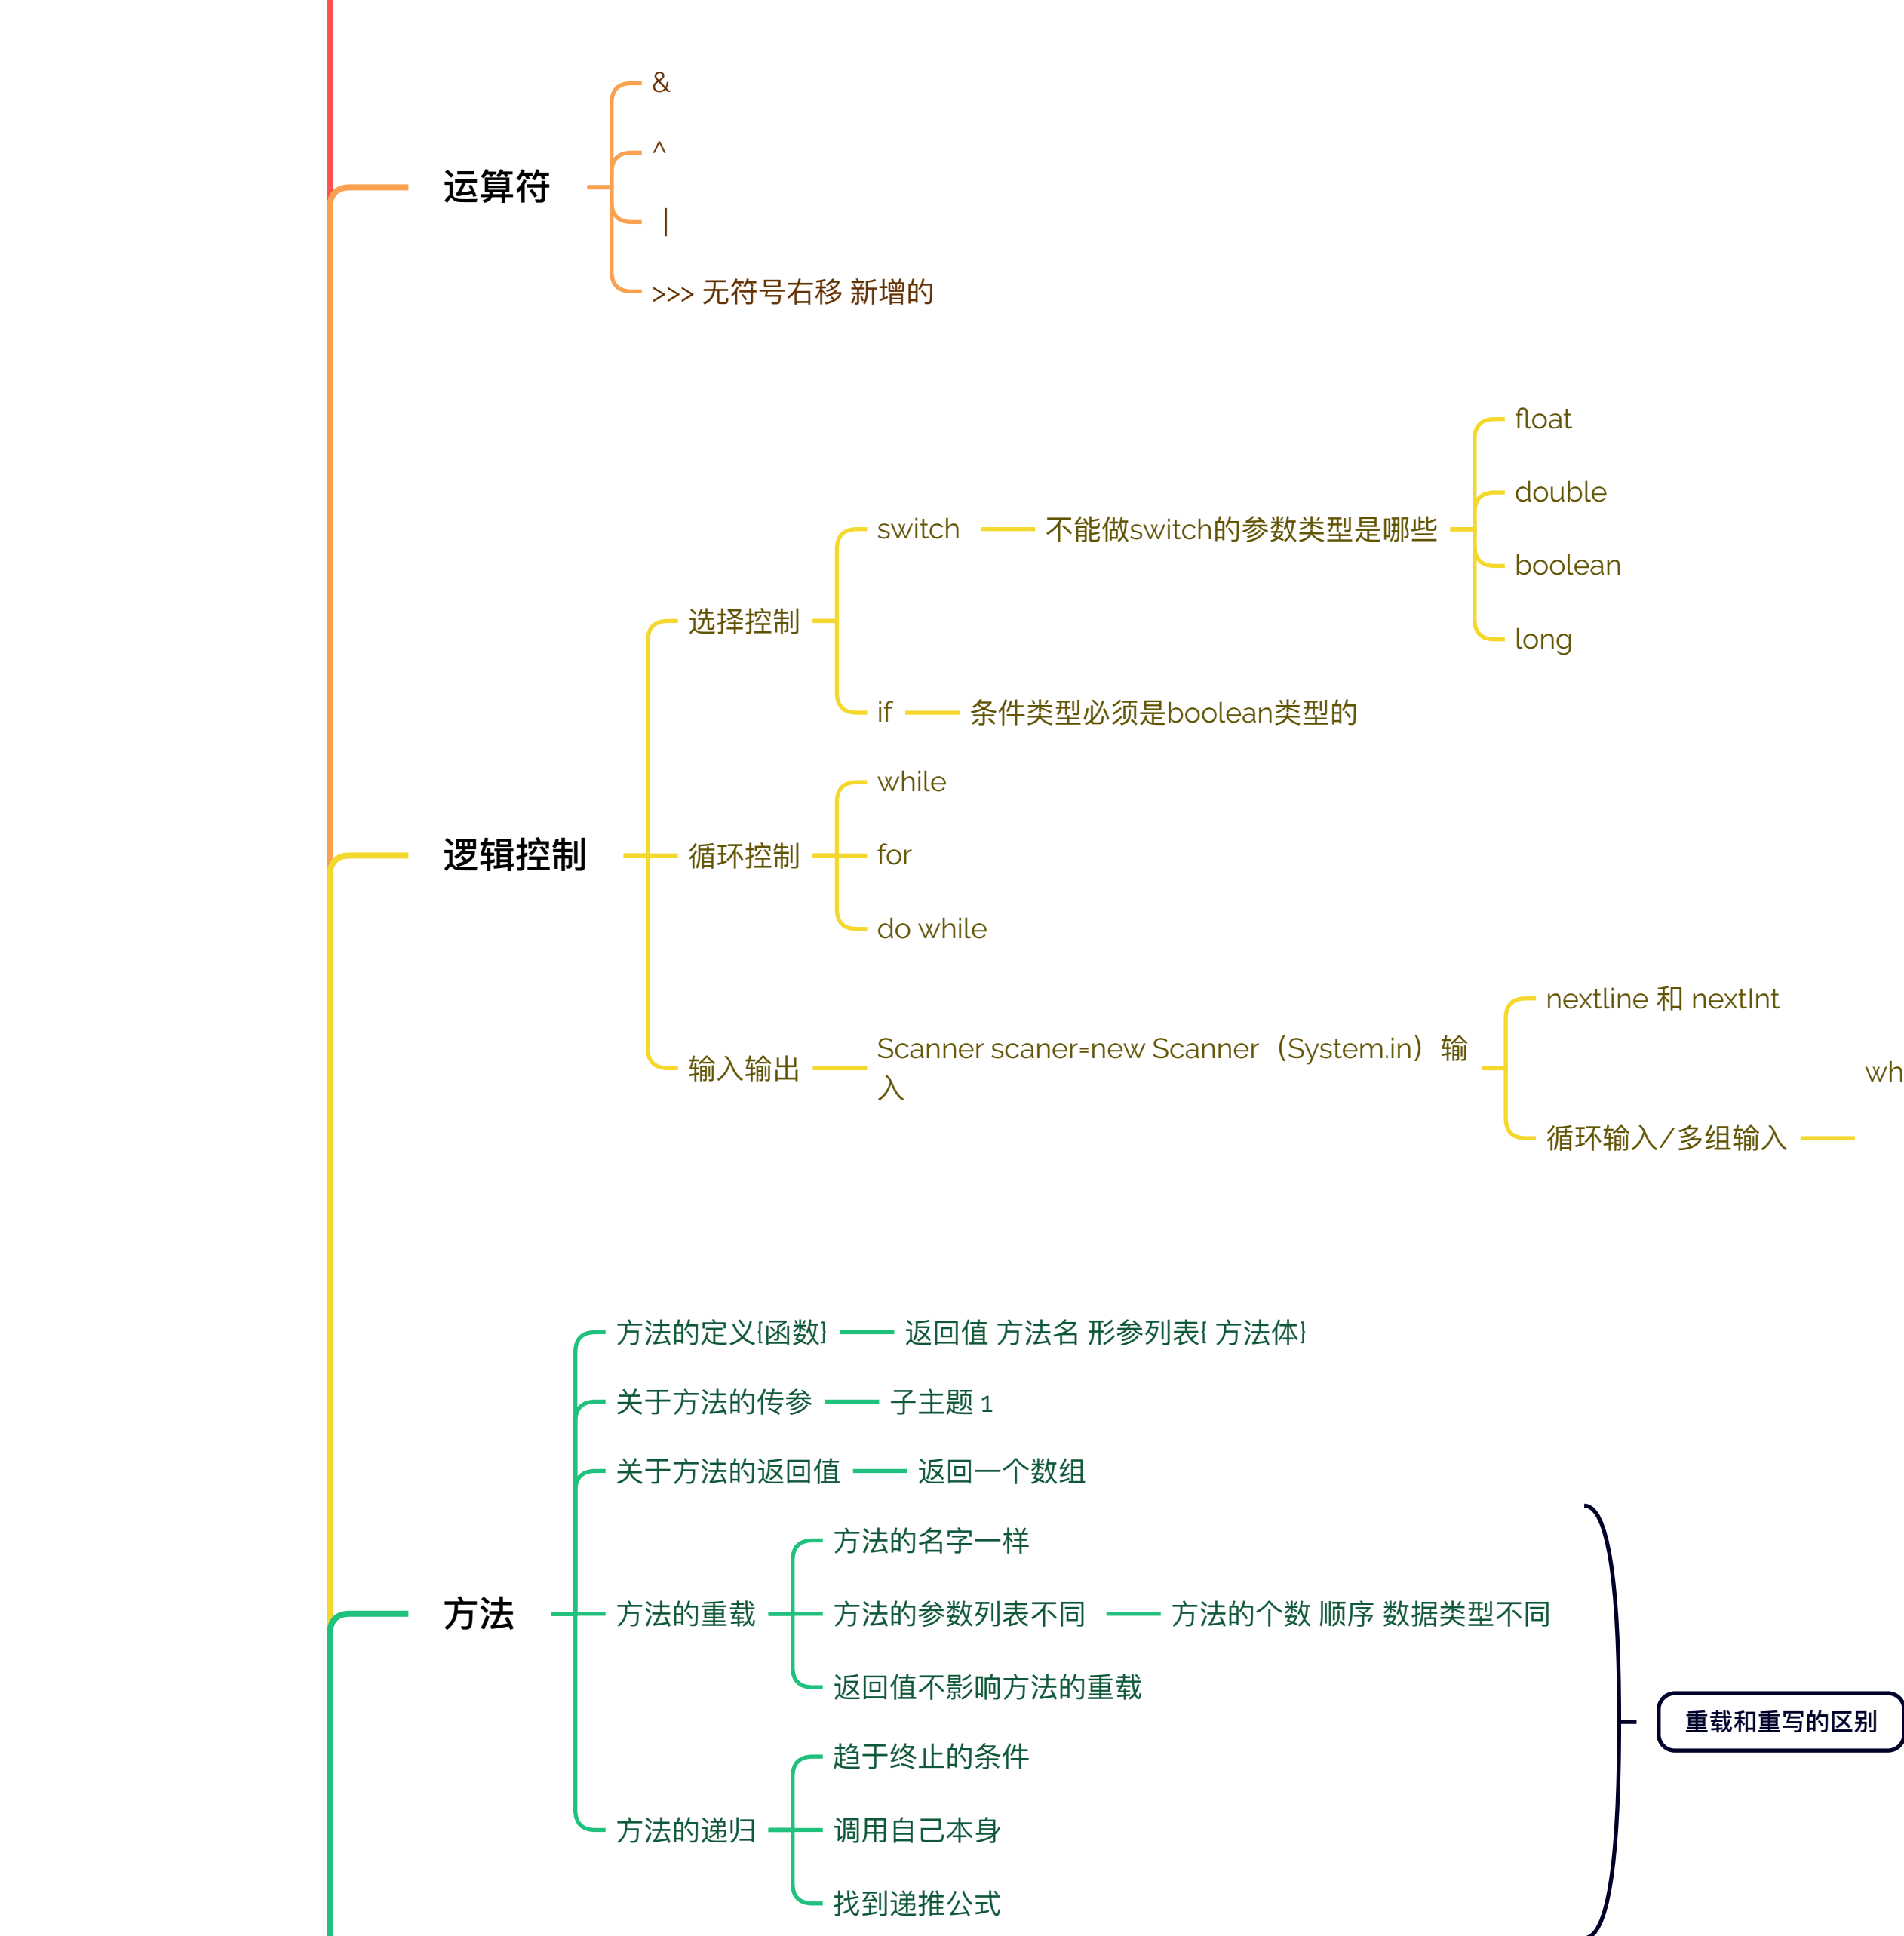 运算符
&
^
|
>>> 无符号右移 新增的
逻辑控制
选择控制
switch
不能做switch的参数类型是哪些
float
double
boolean
long
if
条件类型必须是boolean类型的
循环控制
while
for
do while
输入输出
Scanner scaner=new Scanner（System.in）输
入
nextline 和 nextInt
循环输入/多组输入
wh
方法
方法的定义{函数}
返回值 方法名 形参列表{ 方法体}
关于方法的传参
子主题 1
关于方法的返回值
返回一个数组
方法的重载
方法的名字一样
方法的参数列表不同
方法的个数 顺序 数据类型不同
返回值不影响方法的重载
方法的递归
趋于终止的条件
调用自己本身
找到递推公式
重载和重写的区别